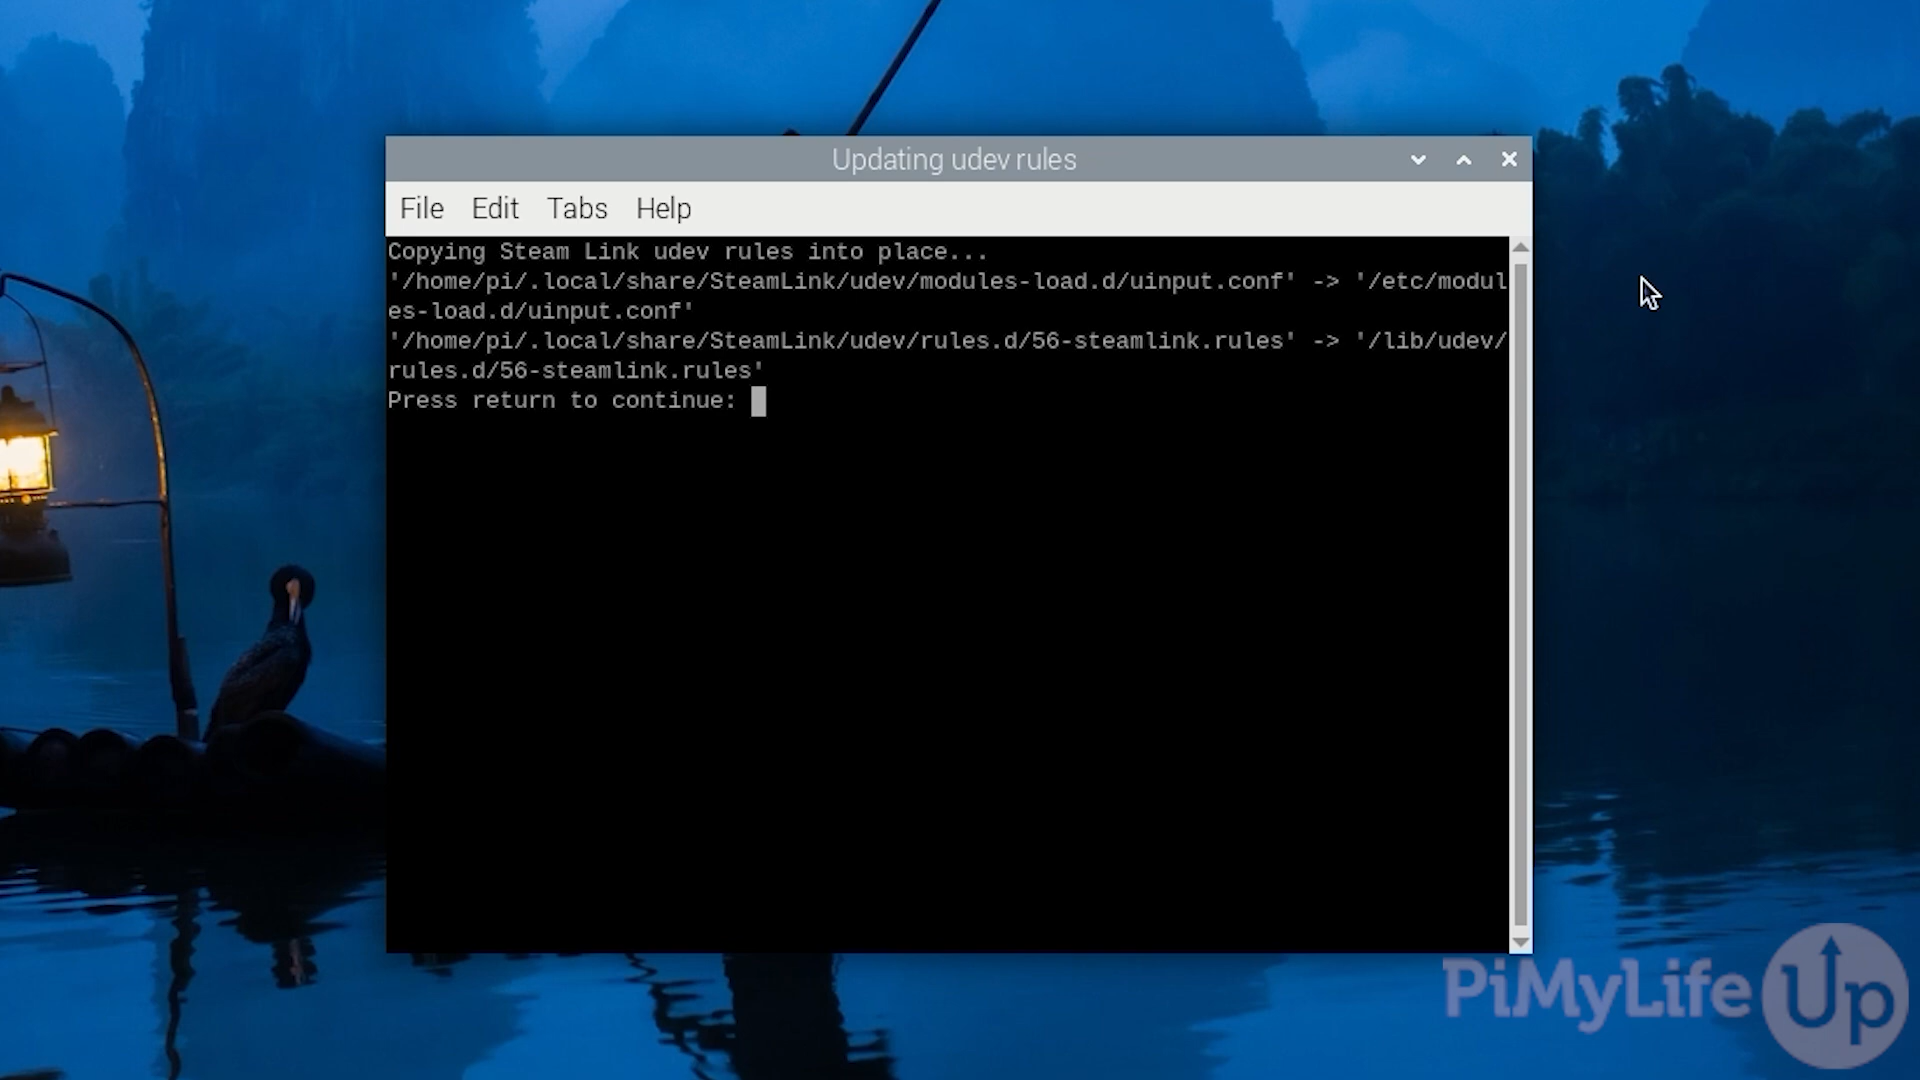 Updating udev rules
File Edit Tabs Help
Copying Steam Link udev rules into place...
'/home/pi/.local/share/SteamLink/udev/modules-load.d/uinput.conf' -> '/etc/modul
es-load.d/uinput.conf'
'/home/pi/.local/share/SteamLink/udev/rules.d/56-steamlink.rules' -> '/lib/udev/
rules.d/56-steamlink.rules'
Press return to continue:
PiMyLifeUp